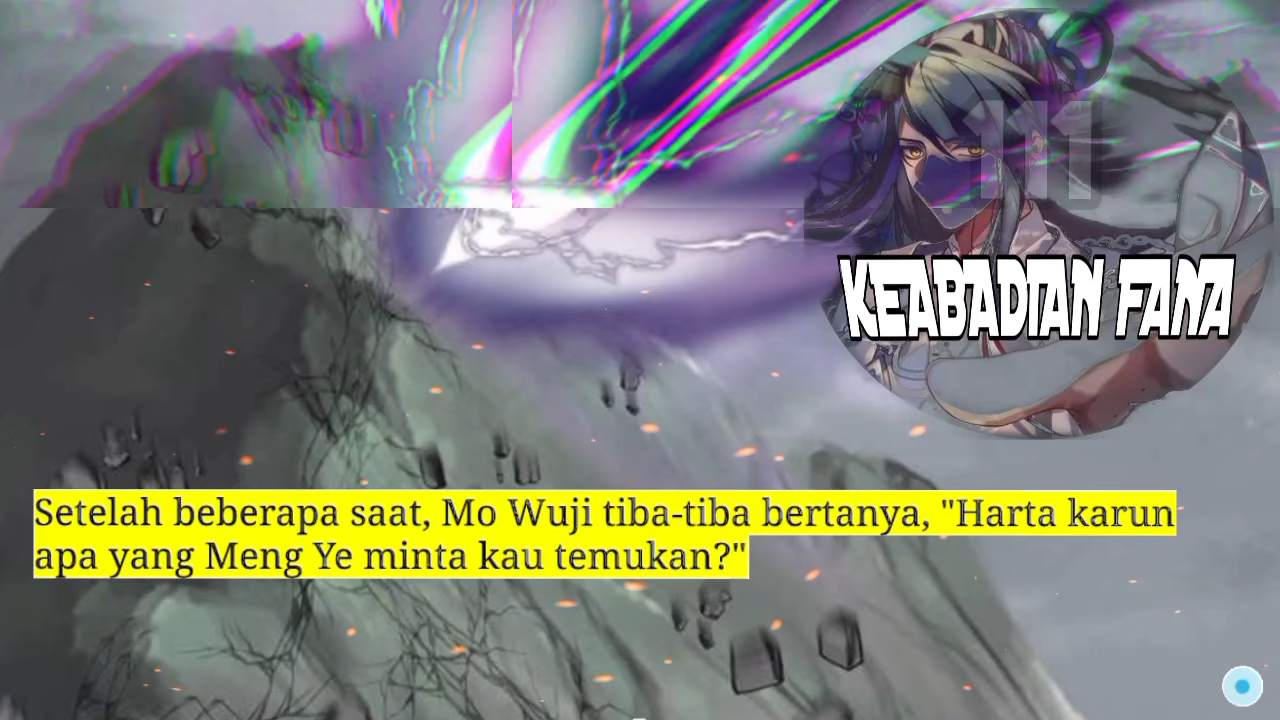 111
KEABADIAN FANA
Setelah beberapa saat, Mo Wuji tiba-tiba bertanya, "Harta karun
apa yang Meng Ye minta kau temukan?"